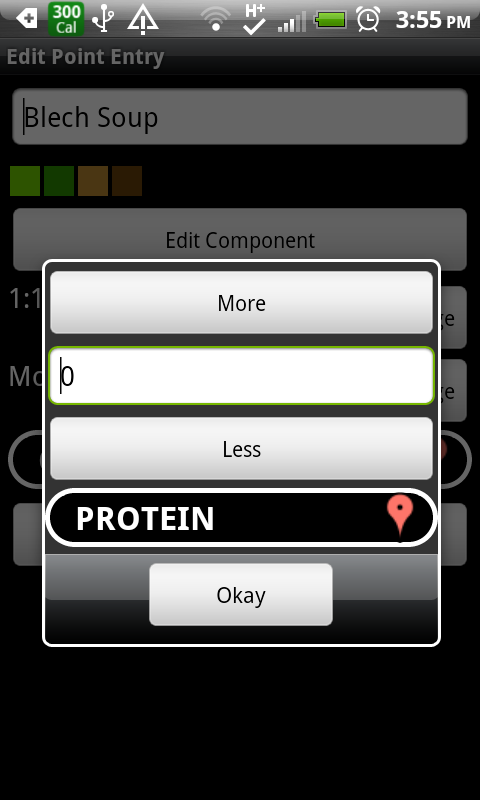 300
Cal
H+
3:55 PM
Edit Point Entry
Blech Soup
Edit Component
1:1
More
0
Less
PROTEIN
Okay